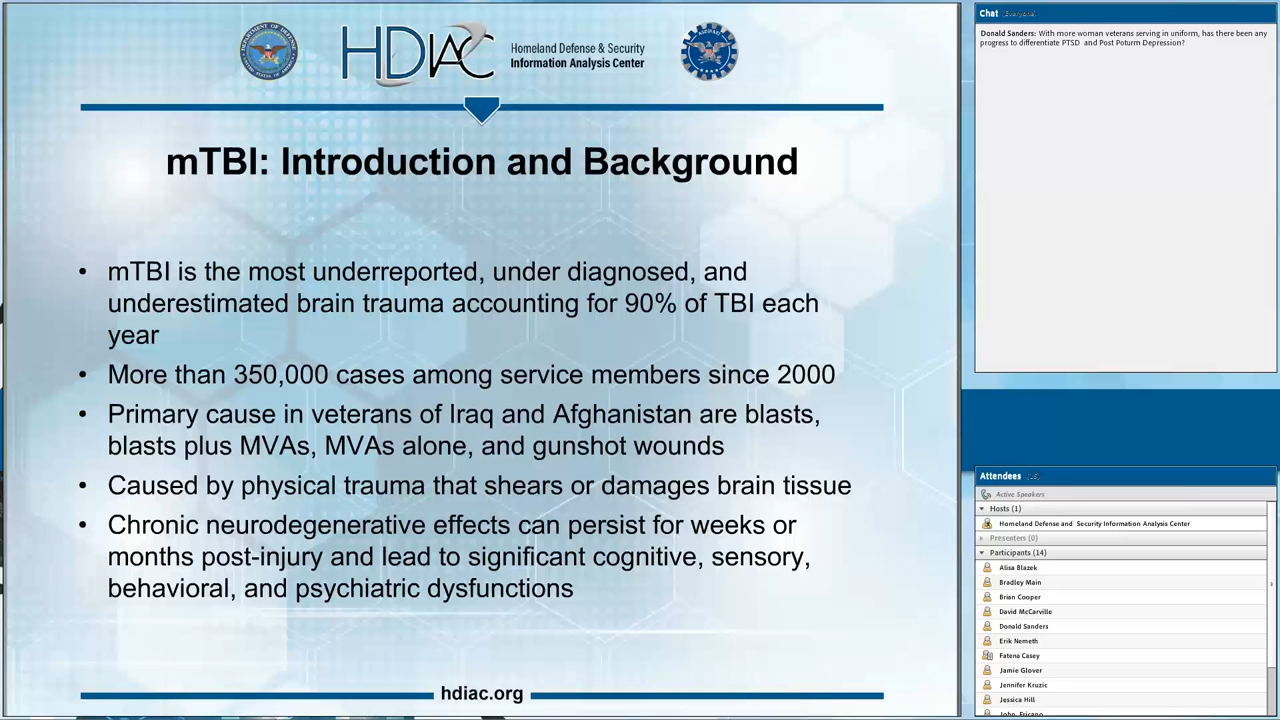 HDIAC
Homeland Defense & Security
Information Analysis Center
mTBI: Introduction and Background
• mTBI is the most underreported, under diagnosed, and
underestimated brain trauma accounting for 90% of TBI each
year
• More than 350,000 cases among service members since 2000
• Primary cause in veterans of Iraq and Afghanistan are blasts,
blasts plus MVAs, MVAs alone, and gunshot wounds
• Caused by physical trauma that shears or damages brain tissue
• Chronic neurodegenerative effects can persist for weeks or
months post-injury and lead to significant cognitive, sensory,
behavioral, and psychiatric dysfunctions
hdiac.org
Chat (Everyone)
Donald Sanders: With more woman veterans serving in uniform, has there been any
progress to differentiate PTSD and Post Poturm Depression?
Attendees
Active Speakers
Hosts (1)
Homeland Defense and Security Information Analysis Center
Presenters (0)
Participants (14)
Alisa Blazek
Bradley Main
Brian Cooper
David McCarville
Donald Sanders
Erik Nemeth
Fatena Casey
Jamie Glover
Jennifer Kruzic
Jessica Hill